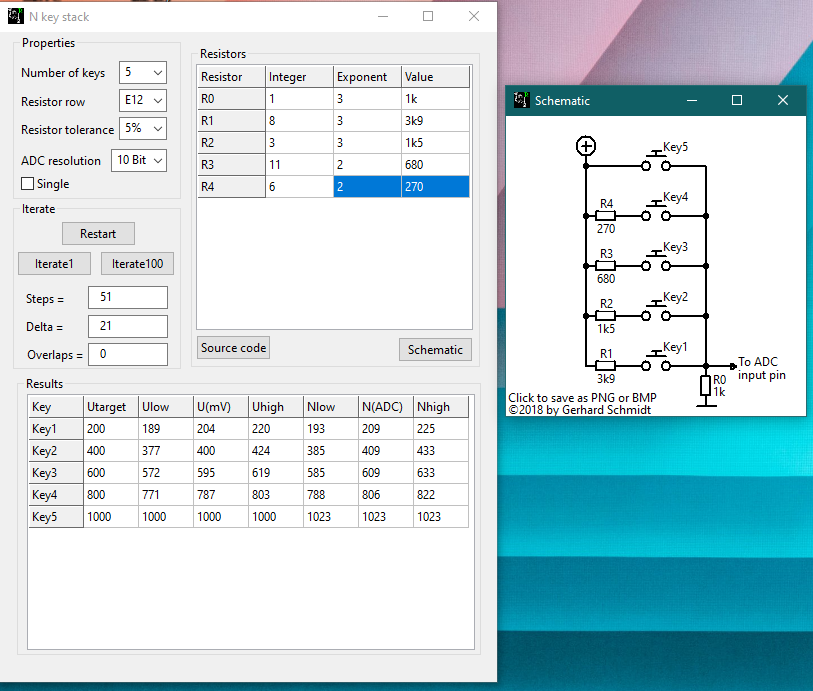 N key stack
Properties
Number of keys 5
Resistor row E12
Resistor tolerance 5%
ADC resolution 10 Bit
Single
Iterate
Restart
Iterate1 Iterate100
Steps = 51
Delta = 21
Overlaps = 0
Resistors
Resistor Integer Exponent Value
R0 1 3 1k
R1 8 3 3k9
R2 3 3 1k5
R3 11 2 680
R4 6 2 270
Source code Schematic
Results
Key Utarget Ulow U(mV) Uhigh Nlow N(ADC) Nhigh
Key1 200 189 204 220 193 209 225
Key2 400 377 400 424 385 409 433
Key3 600 572 595 619 585 609 633
Key4 800 771 787 803 788 806 822
Key5 1000 1000 1000 1000 1023 1023 1023
Schematic
Key5
R4 Key4
270
R3 Key3
680
R2 Key2
1k5
R1 Key1
3k9
To ADC
input pin
R0
1k
Click to save as PNG or BMP
©2018 by Gerhard Schmidt